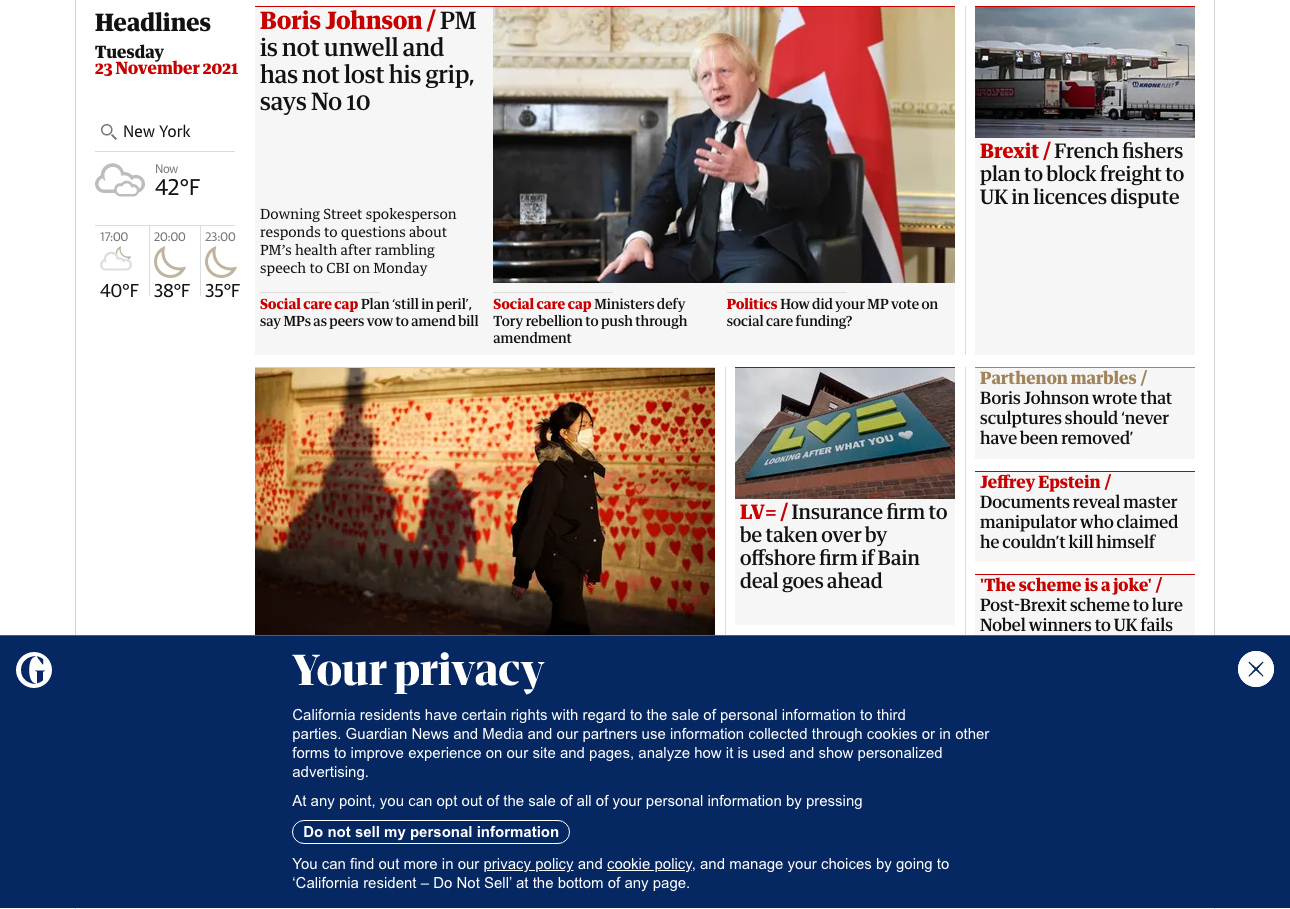 Headlines
Tuesday
23 November 2021
New York
Now
42°F
17:00
20:00
23:00
40°F
38°F
35°F
Boris Johnson / PM
is not unwell and
has not lost his grip,
says No 10
Downing Street spokesperson
responds to questions about
PM’s health after rambling
speech to CBI on Monday
Social care cap Plan ‘still in peril’,
say MPs as peers vow to amend bill
Social care cap Ministers defy
Tory rebellion to push through
amendment
Politics How did your MP vote on
social care funding?
KRONE FLEET
Brexit / French fishers
plan to block freight to
UK in licences dispute
LV=
LOOKING AFTER WHAT YOU
LV= / Insurance firm to
be taken over by
offshore firm if Bain
deal goes ahead
Parthenon marbles /
Boris Johnson wrote that
sculptures should ‘never
have been removed’
Jeffrey Epstein /
Documents reveal master
manipulator who claimed
he couldn’t kill himself
'The scheme is a joke' /
Post-Brexit scheme to lure
Nobel winners to UK fails
G
Your privacy
California residents have certain rights with regard to the sale of personal information to third
parties. Guardian News and Media and our partners use information collected through cookies or in other
forms to improve experience on our site and pages, analyze how it is used and show personalized
advertising.
At any point, you can opt out of the sale of all of your personal information by pressing
Do not sell my personal information
You can find out more in our privacy policy and cookie policy, and manage your choices by going to
‘California resident – Do Not Sell’ at the bottom of any page.